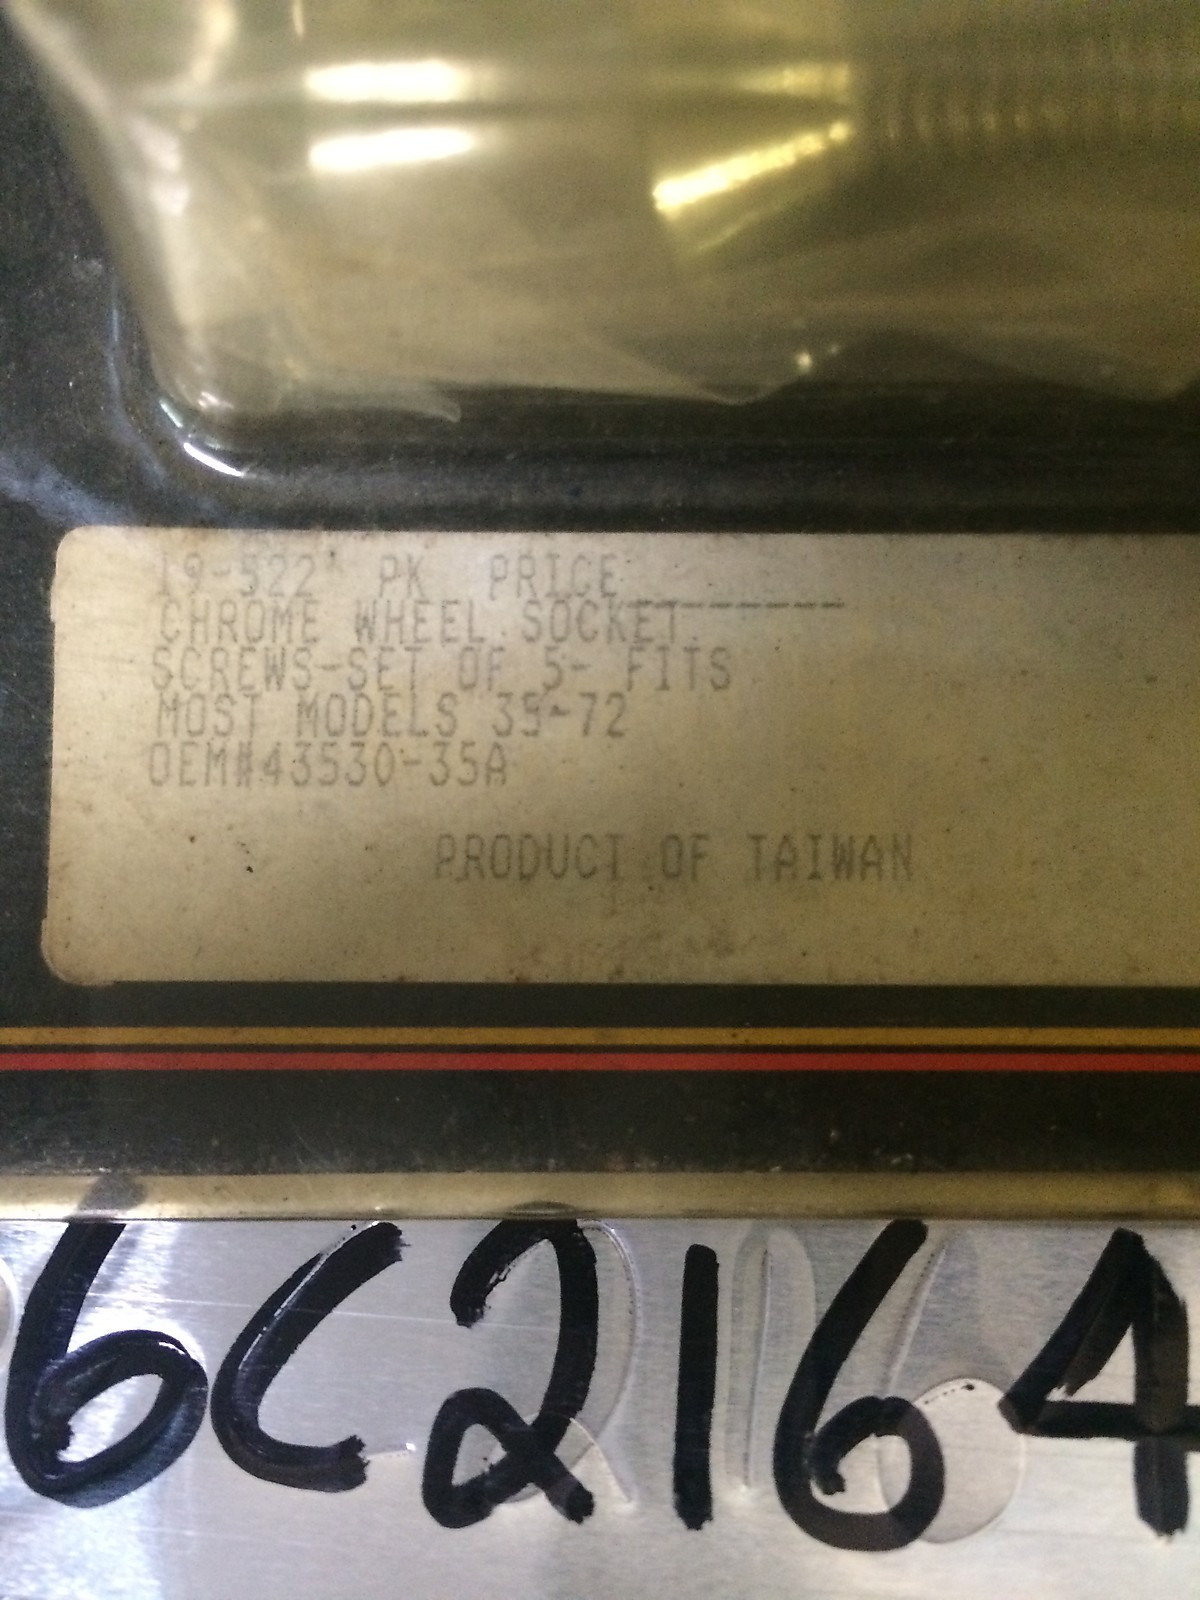 19-522 PK PRICE________
CHROME WHEEL SOCKET
SCREWS-SET OF 5- FITS
MOST MODELS 35-72
OEM#43530-35A
PRODUCT OF TAIWAN
6C2164